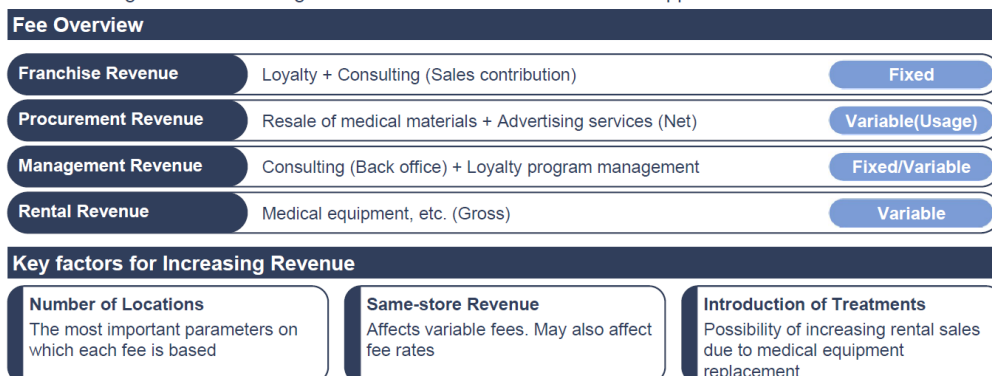 Fee Overview
Franchise Revenue
Loyalty + Consulting (Sales contribution)
Fixed
Procurement Revenue
Resale of medical materials + Advertising services (Net)
Variable(Usage)
Management Revenue
Consulting (Back office) + Loyalty program management
Fixed/Variable
Rental Revenue
Medical equipment, etc. (Gross)
Variable
Key factors for Increasing Revenue
Number of Locations
The most important parameters on
which each fee is based
Same-store Revenue
Affects variable fees. May also affect
fee rates
Introduction of Treatments
Possibility of increasing rental sales
due to medical equipment
replacement